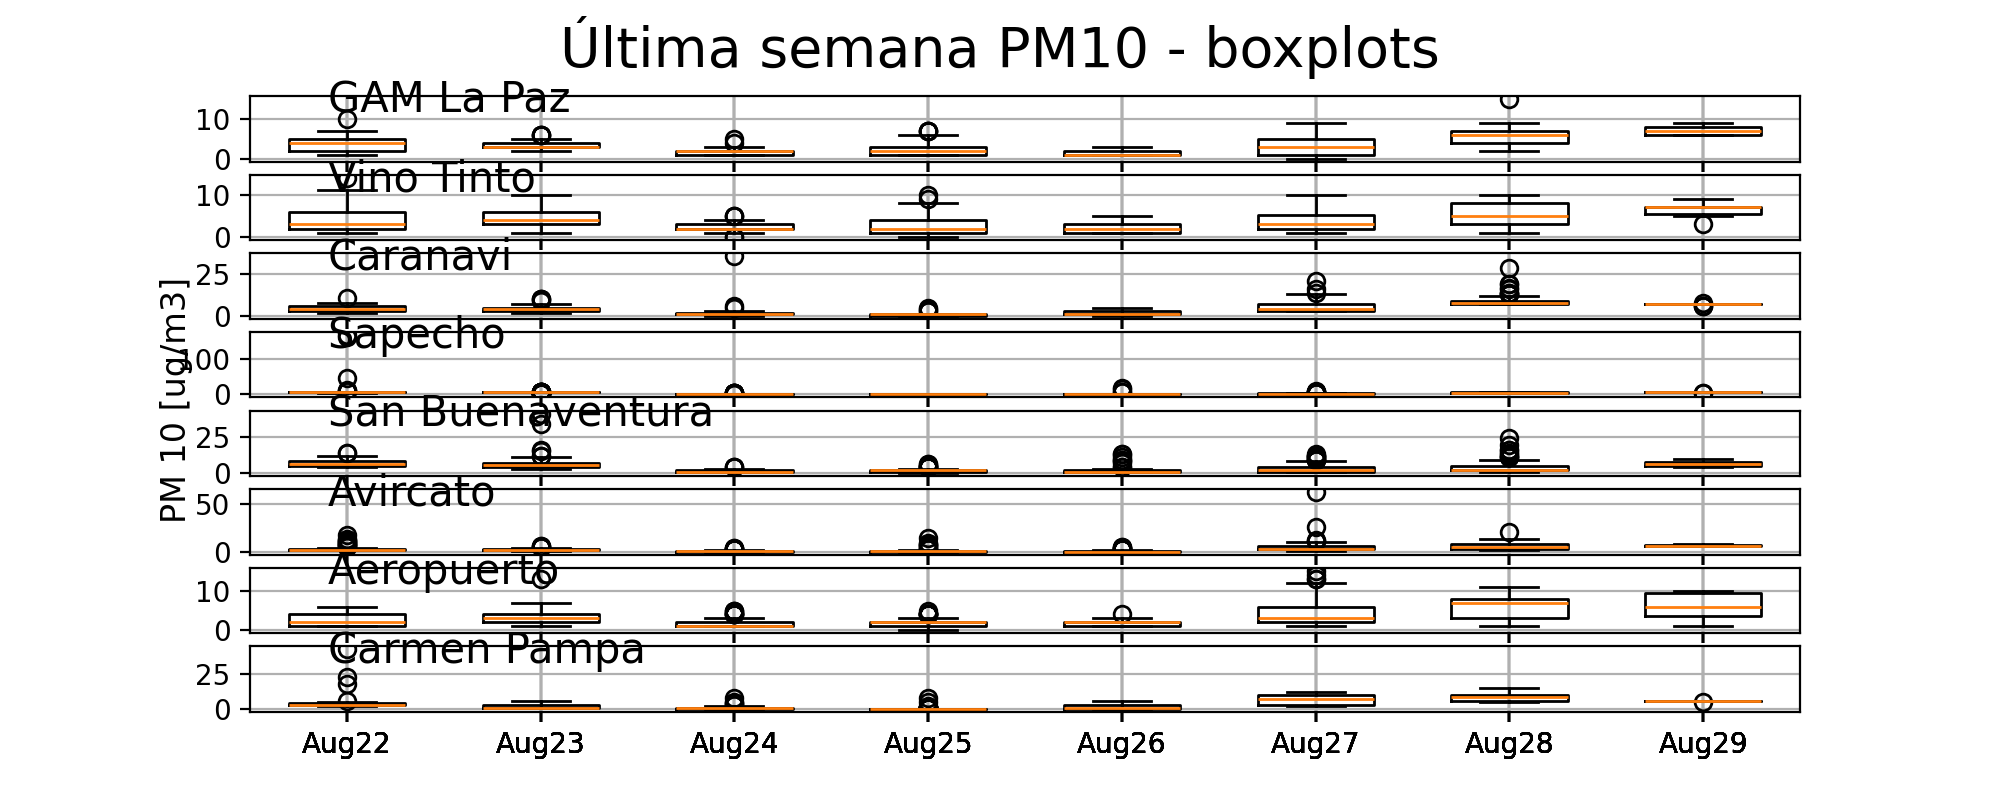 Última semana PM10 - boxplots
GAM La Paz
10
0
Vino Tinto
10
0
Caranavi
25
0
Sapecho
100
0
San Buenaventura
25
0
Avircato
50
0
Aeropuerto
10
0
Carmen Pampa
25
0
PM 10 [ug/m3]
Aug22 Aug23 Aug24 Aug25 Aug26 Aug27 Aug28 Aug29